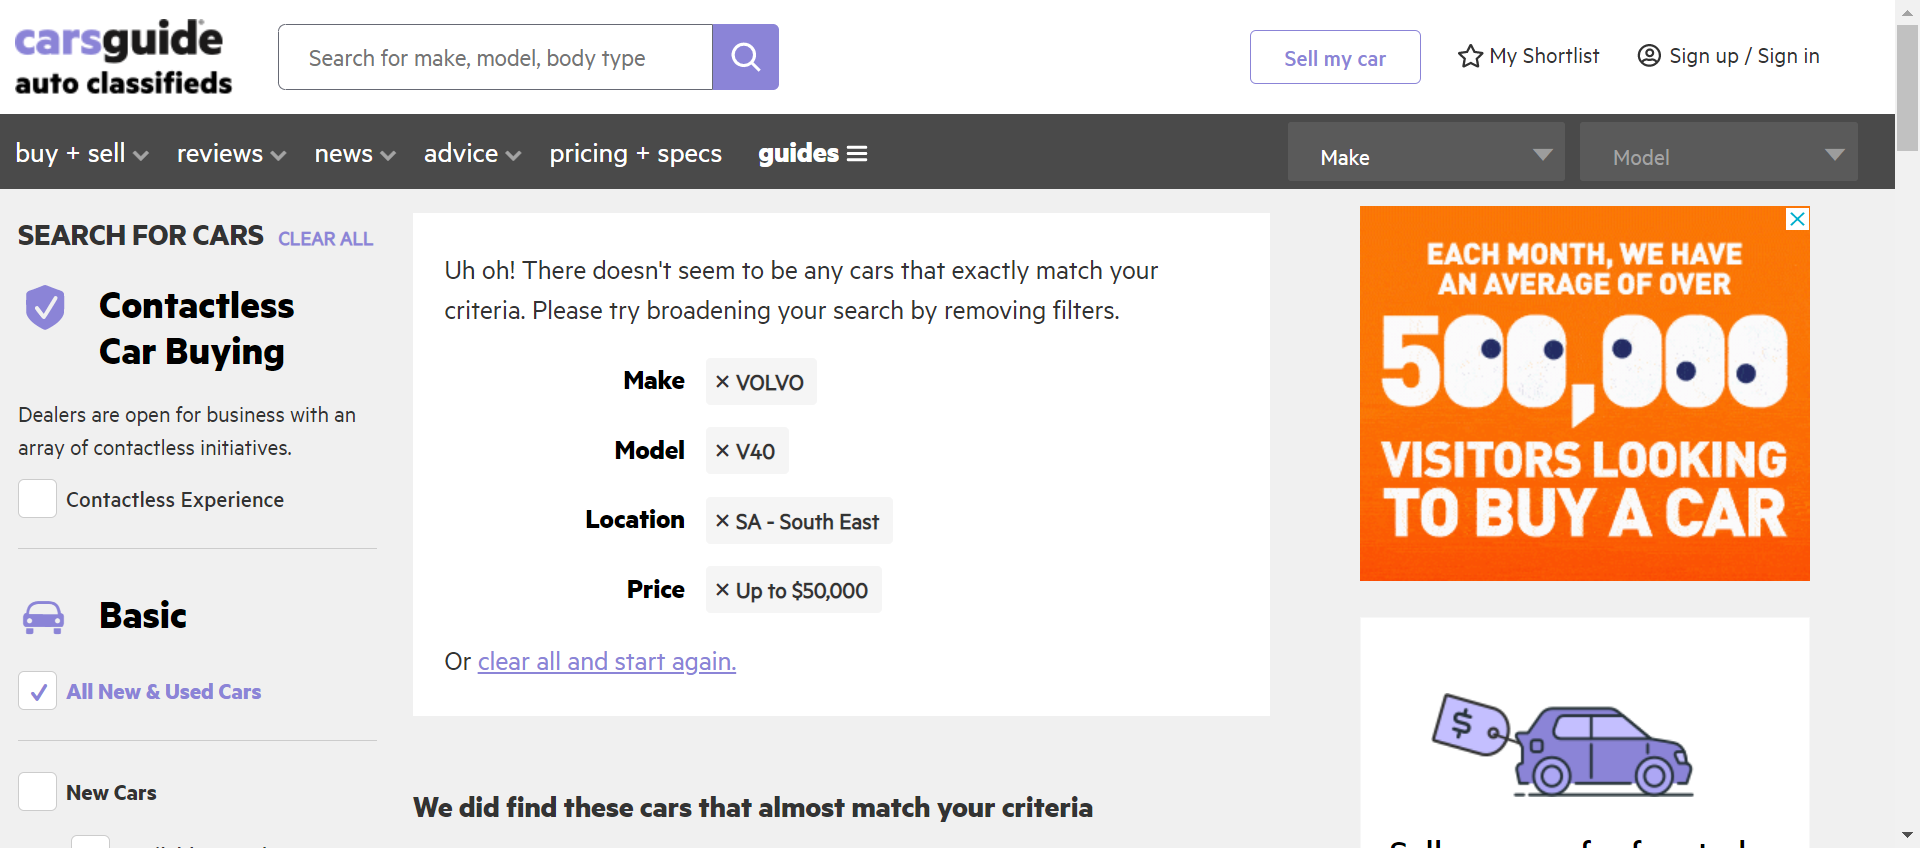 carsguide
auto classifieds
Search for make, model, body type
Sell my car
My Shortlist
Sign up / Sign in
buy + sell
reviews
news
advice
pricing + specs
guides
Make
Model
SEARCH FOR CARS CLEAR ALL
Contactless
Car Buying
Dealers are open for business with an
array of contactless initiatives.
Contactless Experience
Basic
All New & Used Cars
New Cars
Uh oh! There doesn't seem to be any cars that exactly match your
criteria. Please try broadening your search by removing filters.
Make × VOLVO
Model × V40
Location × SA - South East
Price × Up to $50,000
Or clear all and start again.
We did find these cars that almost match your criteria
EACH MONTH, WE HAVE
AN AVERAGE OF OVER
500,000
VISITORS LOOKING
TO BUY A CAR
$